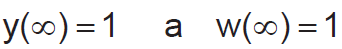 y(∞) = 1 a w(∞) = 1